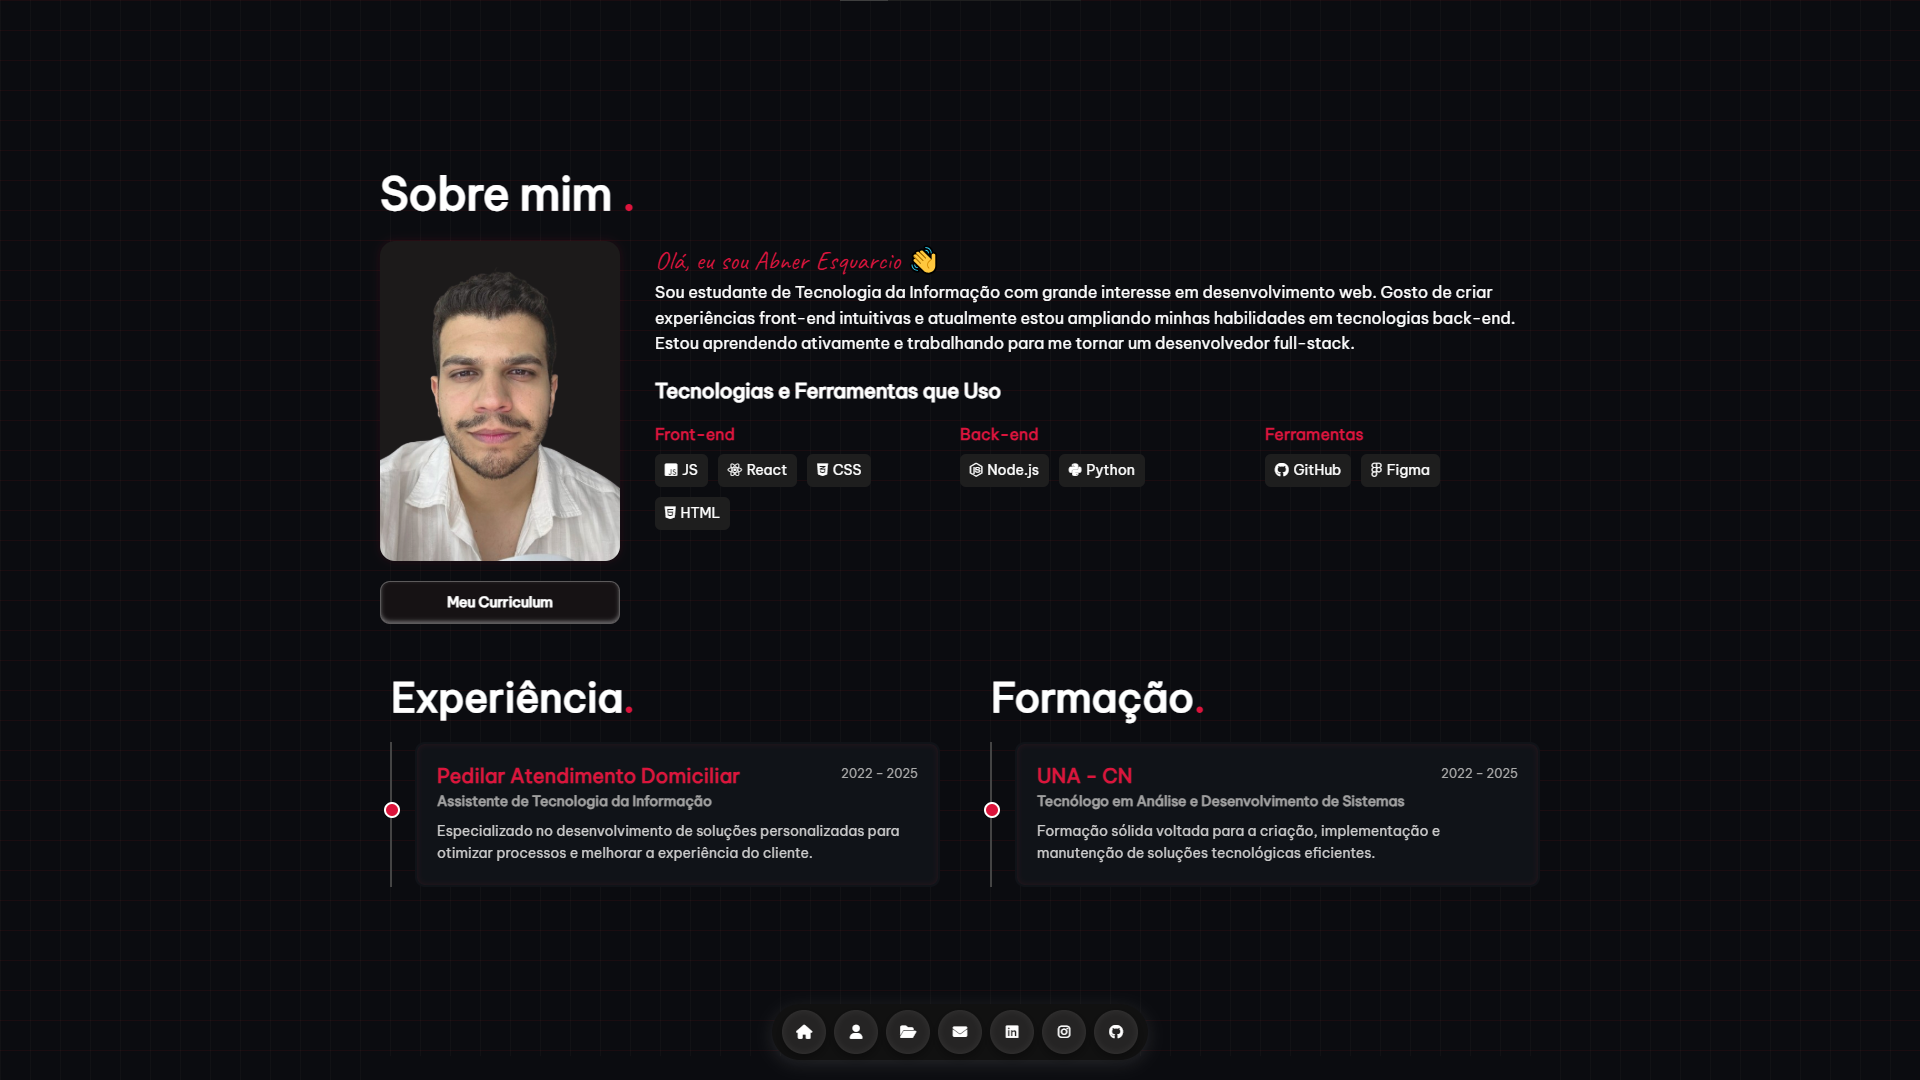 Sobre mim .
Olá, eu sou Abner Esquarcio 👋
Sou estudante de Tecnologia da Informação com grande interesse em desenvolvimento web. Gosto de criar
experiências front-end intuitivas e atualmente estou ampliando minhas habilidades em tecnologias back-end.
Estou aprendendo ativamente e trabalhando para me tornar um desenvolvedor full-stack.
Tecnologias e Ferramentas que Uso
Front-end
JS React CSS
HTML
Back-end
Node.js Python
Ferramentas
GitHub Figma
Meu Curriculum
Experiência.
Pedilar Atendimento Domiciliar 2022 - 2025
Assistente de Tecnologia da Informação
Especializado no desenvolvimento de soluções personalizadas para
otimizar processos e melhorar a experiência do cliente.
Formação.
UNA - CN 2022 - 2025
Tecnólogo em Análise e Desenvolvimento de Sistemas
Formação sólida voltada para a criação, implementação e
manutenção de soluções tecnológicas eficientes.